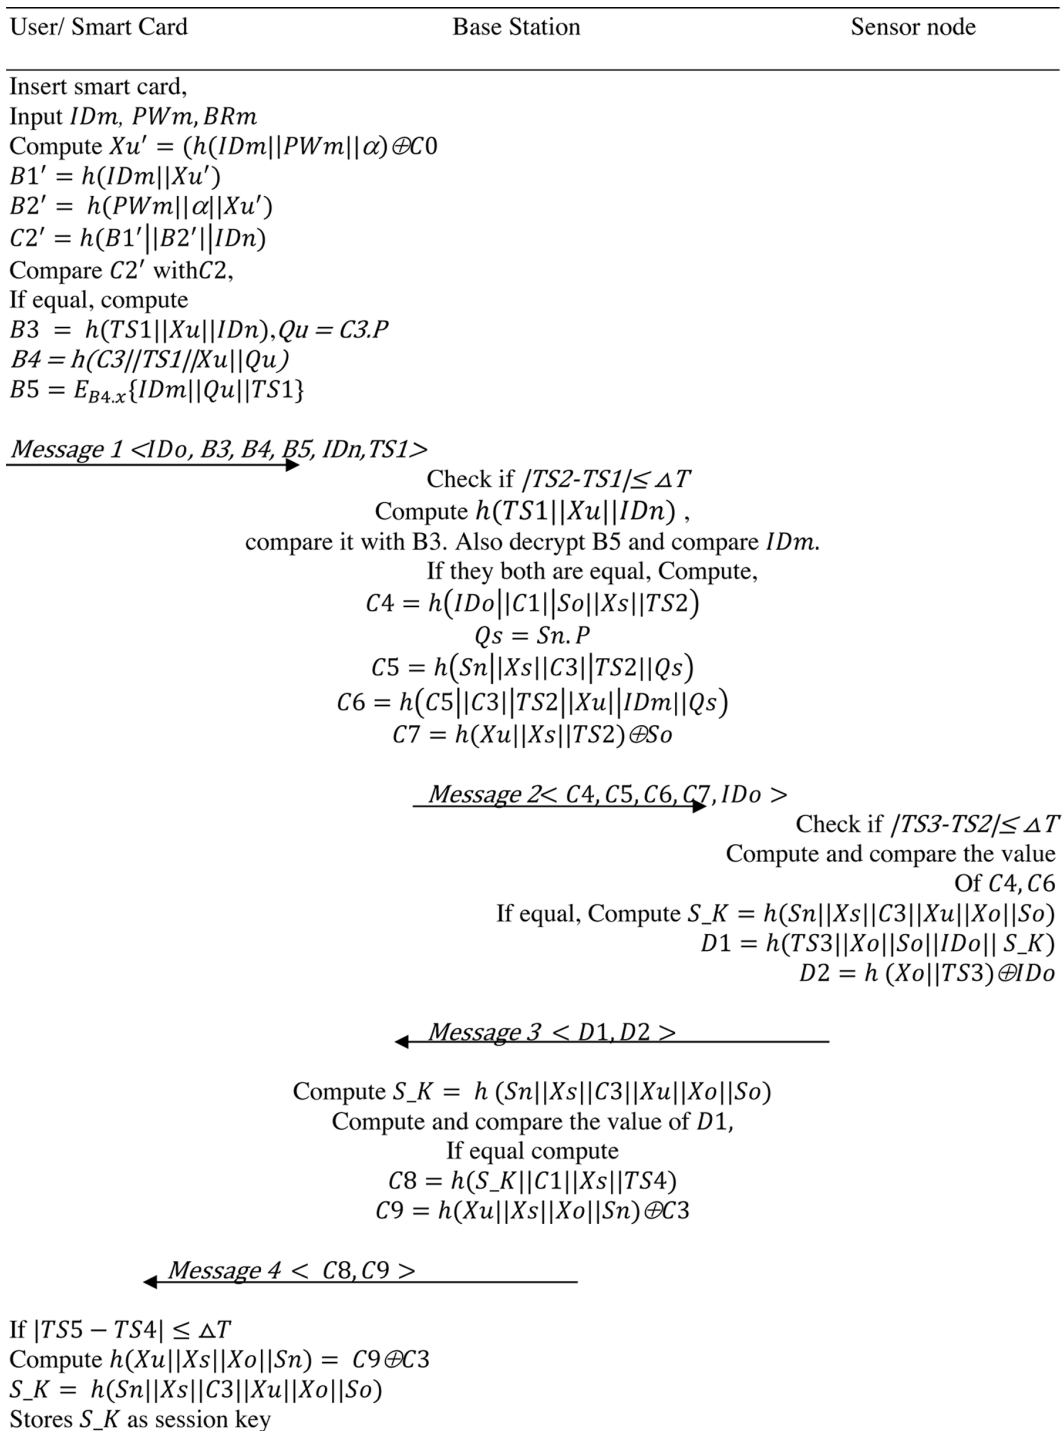 User/ Smart Card Base Station Sensor node
Insert smart card,
Input IDm, PWm, BRm
Compute Xu′ = (h(IDm||PWm||α)⊕C0
B1′ = h(IDm||Xu′)
B2′ = h(PWm||α||Xu′)
C2′ = h(B1′||B2′||IDn)
Compare C2′ withC2,
If equal, compute
B3 = h(TS1||Xu||IDn),Qu = C3.P
B4 = h(C3//TS1//Xu||Qu)
B5 = E_{B4.x}{IDm||Qu||TS1}
Message 1 <IDo, B3, B4, B5, IDn,TS1>
Check if |TS2-TS1|≤ △T
Compute h(TS1||Xu||IDn) ,
compare it with B3. Also decrypt B5 and compare IDm.
If they both are equal, Compute,
C4 = h(IDo||C1||So||Xs||TS2)
Qs = Sn. P
C5 = h(Sn||Xs||C3||TS2||Qs)
C6 = h(C5||C3||TS2||Xu||IDm||Qs)
C7 = h(Xu||Xs||TS2)⊕So
Message 2< C4, C5, C6, C7, IDo >
Check if |TS3-TS2|≤ △T
Compute and compare the value
Of C4, C6
If equal, Compute S_K = h(Sn||Xs||C3||Xu||Xo||So)
D1 = h(TS3||Xo||So||IDo|| S_K)
D2 = h (Xo||TS3)⊕IDo
Message 3 < D1, D2 >
Compute S_K = h (Sn||Xs||C3||Xu||Xo||So)
Compute and compare the value of D1,
If equal compute
C8 = h(S_K||C1||Xs||TS4)
C9 = h(Xu||Xs||Xo||Sn)⊕C3
Message 4 < C8, C9 >
If |TS5 − TS4| ≤ △T
Compute h(Xu||Xs||Xo||Sn) = C9⊕C3
S_K = h(Sn||Xs||C3||Xu||Xo||So)
Stores S_K as session key